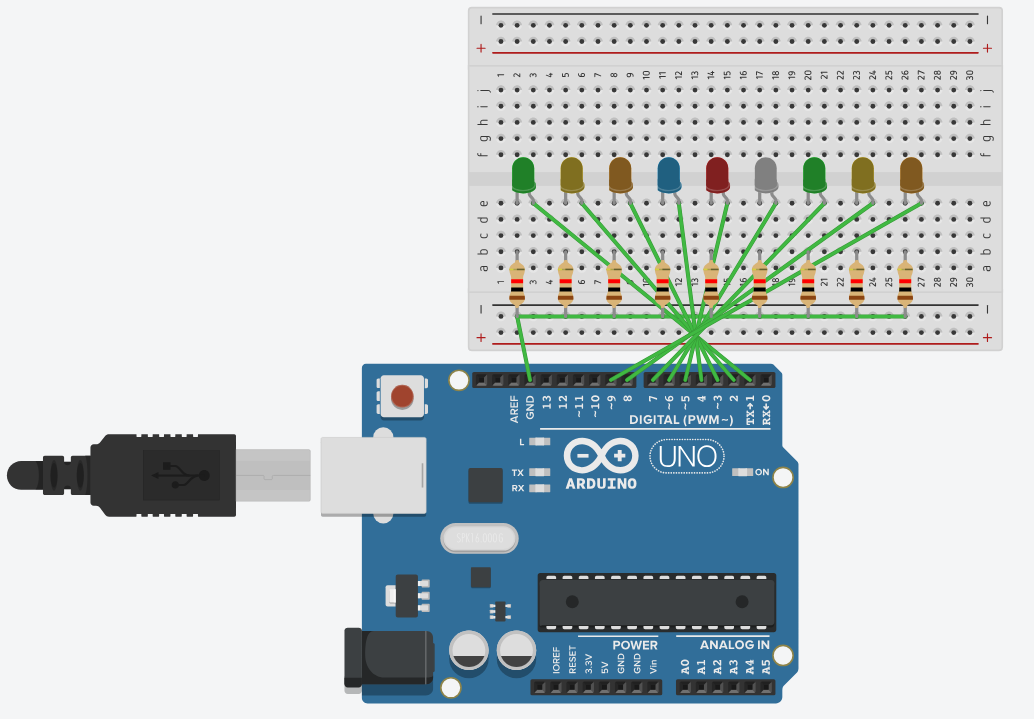 − −
+ +
1 2 3 4 5 6 7 8 9 10 11 12 13 14 15 16 17 18 19 20 21 22 23 24 25 26 27 28 29 30
j j
i i
h h
g g
f f
e e
d d
c c
b b
a a
1 2 3 4 5 6 7 8 9 10 11 12 13 14 15 16 17 18 19 20 21 22 23 24 25 26 27 28 29 30
− −
+ +
AREF GND 13 12 ~11 ~10 ~9 8 7 ~6 ~5 4 ~3 2 TX→1 RX←0
DIGITAL (PWM~)
L
TX
RX
UNO
ON
ARDUINO
POWER ANALOG IN
IOREF RESET 3.3V 5V GND GND Vin A0 A1 A2 A3 A4 A5